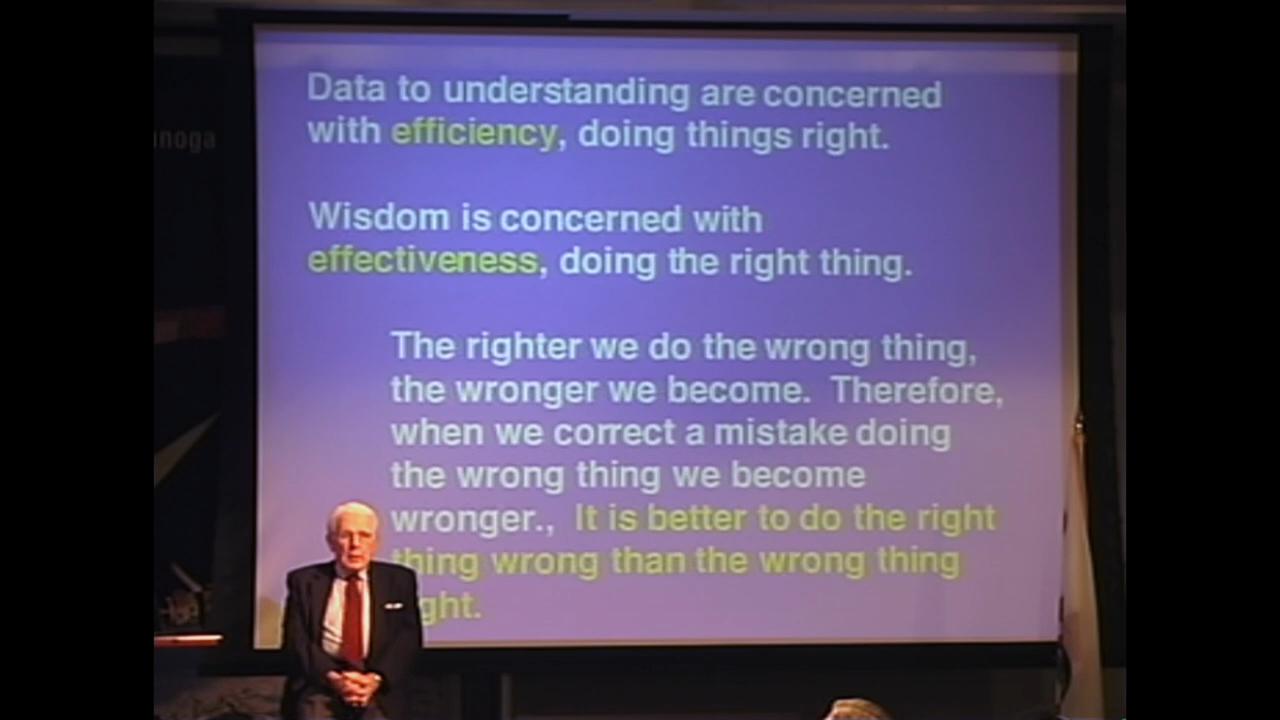 Data to understanding are concerned
with efficiency, doing things right.
Wisdom is concerned with
effectiveness, doing the right thing.
The righter we do the wrong thing,
the wronger we become. Therefore,
when we correct a mistake doing
the wrong thing we become
wronger., It is better to do the right
thing wrong than the wrong thing
ght.
noga